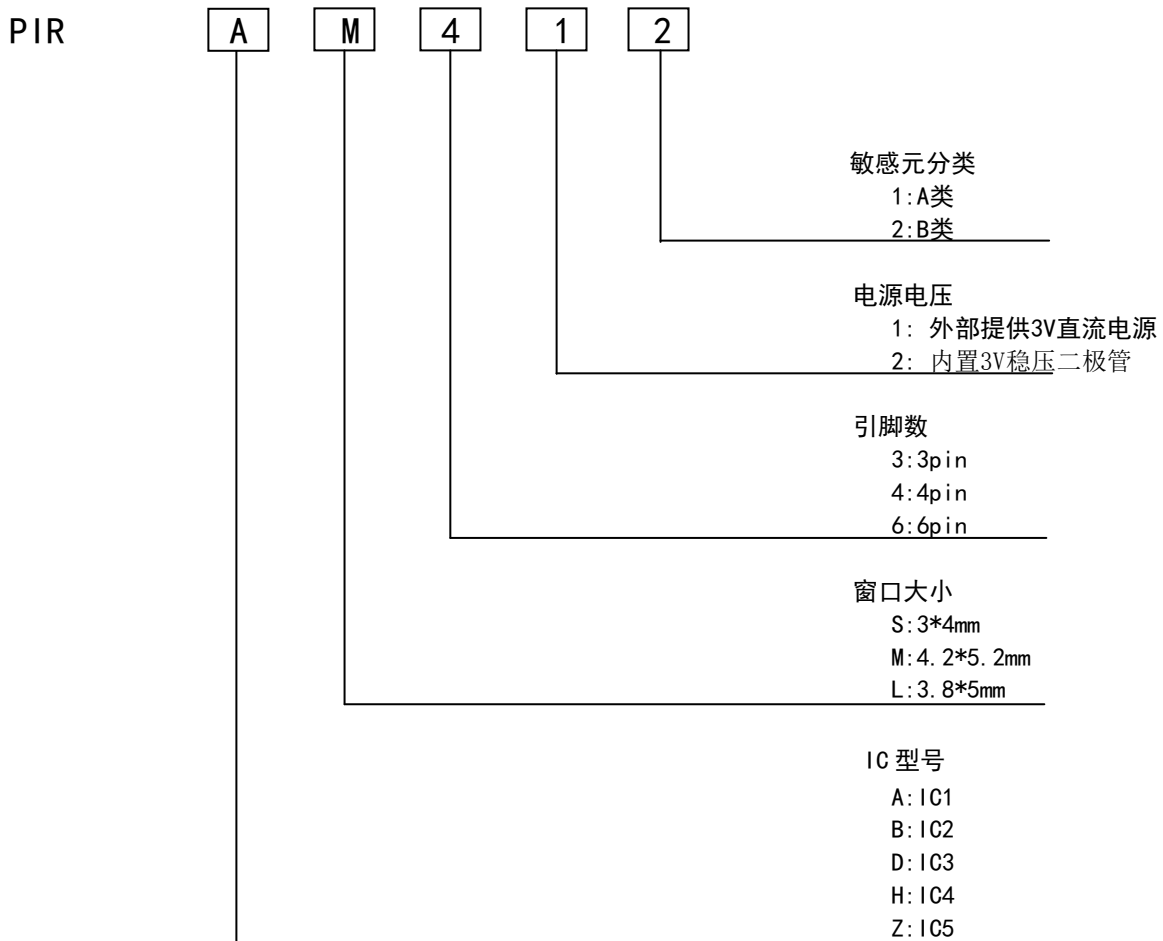 PIR A M 4 1 2
敏感元分类
1:A类
2:B类
电源电压
1: 外部提供3V直流电源
2: 内置3V稳压二极管
引脚数
3:3pin
4:4pin
6:6pin
窗口大小
S:3*4mm
M:4.2*5.2mm
L:3.8*5mm
IC型号
A:IC1
B:IC2
D:IC3
H:IC4
Z:IC5